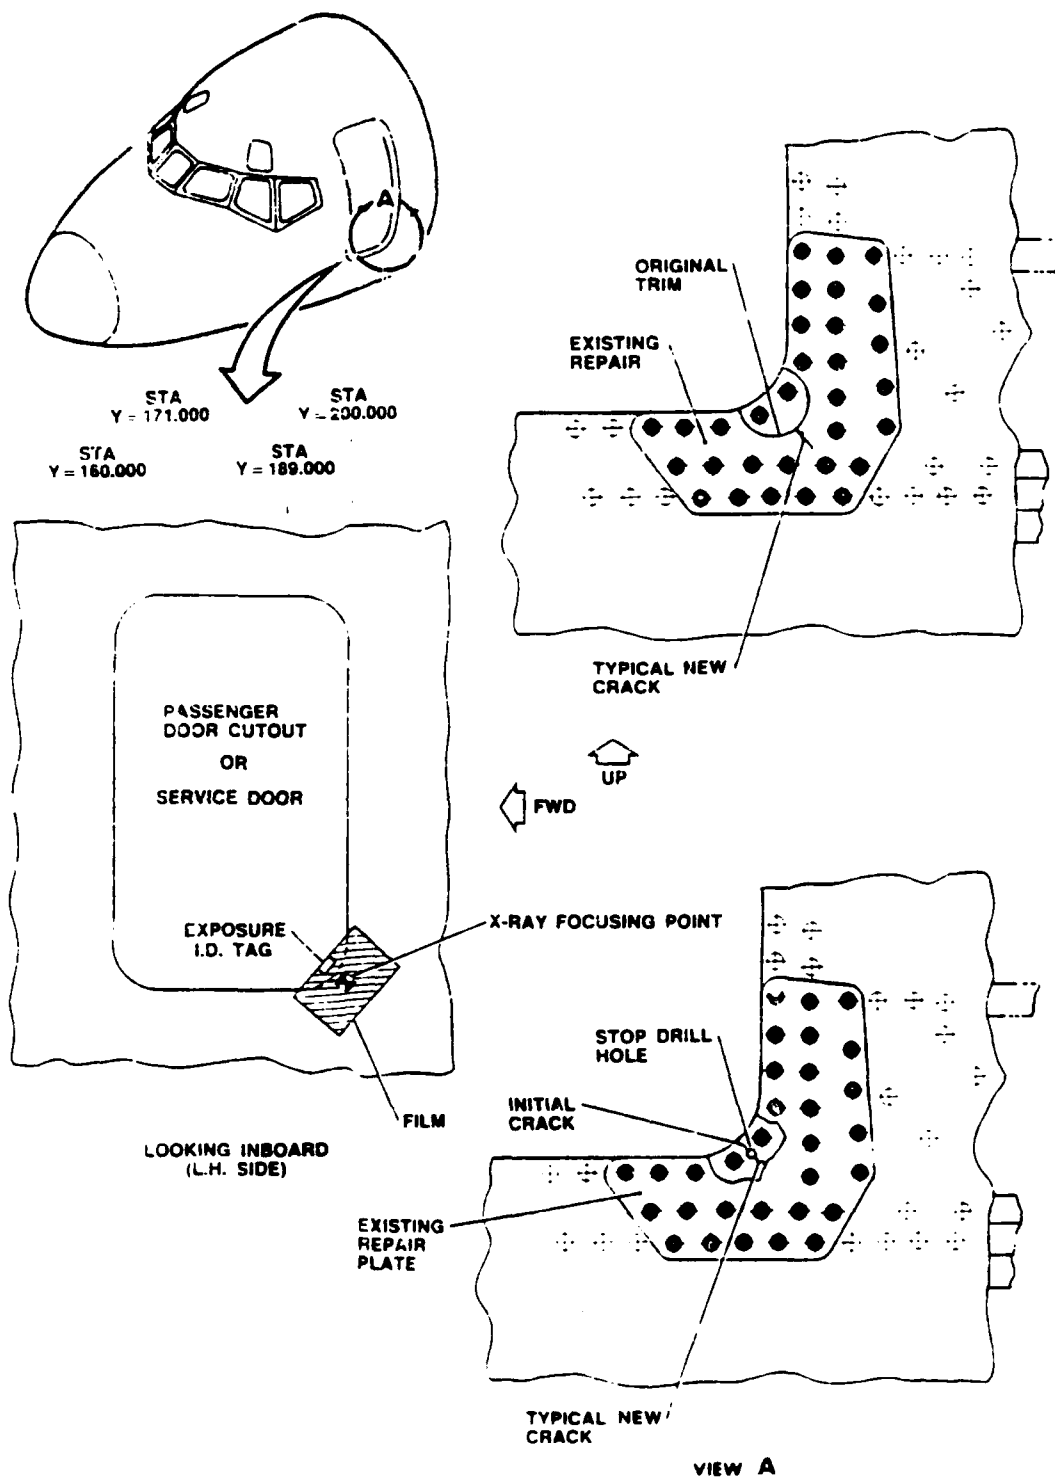 A
ORIGINAL
TRIM
EXISTING
REPAIR
STA
Y = 171.000
STA
Y = 200.000
STA
Y = 160.000
STA
Y = 189.000
TYPICAL NEW
CRACK
PASSENGER
DOOR CUTOUT
OR
SERVICE DOOR
UP
FWD
EXPOSURE
I.D. TAG
X-RAY FOCUSING POINT
STOP DRILL
HOLE
INITIAL
CRACK
FILM
LOOKING INBOARD
(L.H. SIDE)
EXISTING
REPAIR
PLATE
TYPICAL NEW
CRACK
VIEW A